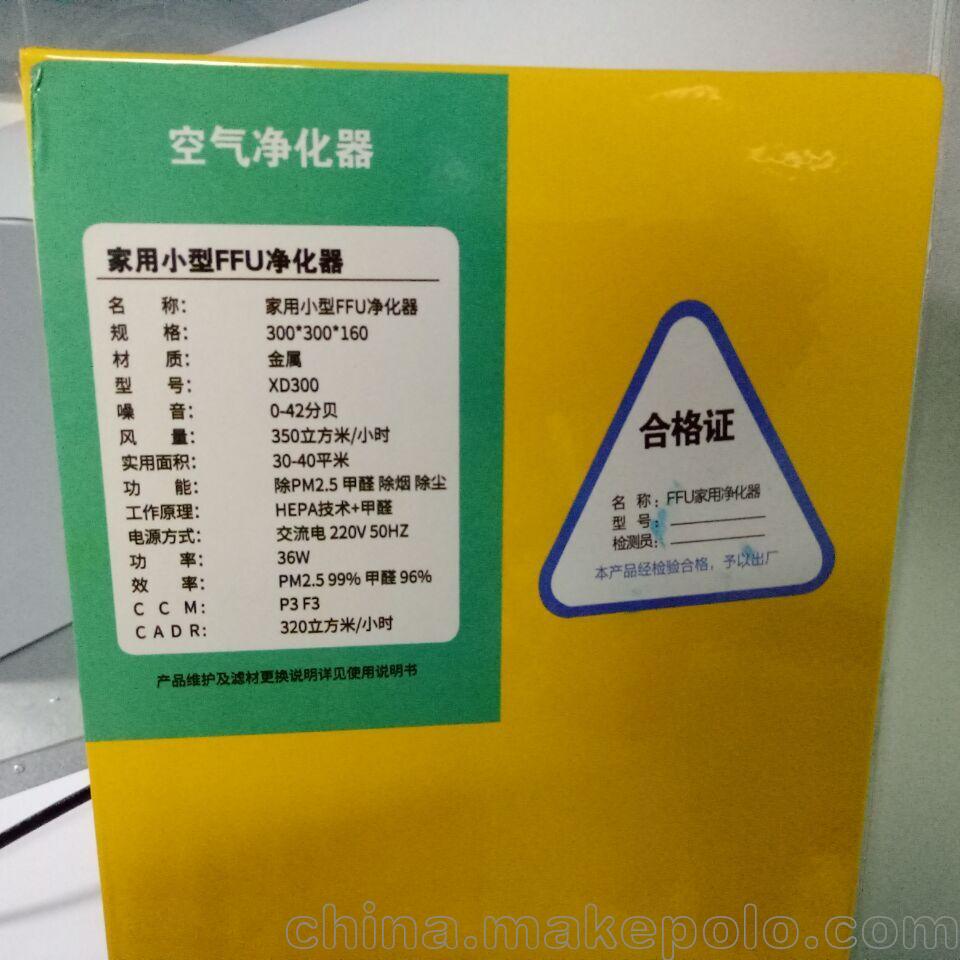 空气净化器
家用小型FFU净化器
名 称： 家用小型FFU净化器
规 格： 300*300*160
材 质： 金属
型 号： XD300
噪 音： 0-42分贝
风 量： 350立方米/小时
实用面积： 30-40平米
功 能： 除PM2.5 甲醛 除烟 除尘
工作原理： HEPA技术+甲醛
电源方式： 交流电 220V 50HZ
功 率： 36W
效 率： PM2.5 99% 甲醛 96%
C C M： P3 F3
C A D R： 320立方米/小时
产品维护及滤材更换说明详见使用说明书
合格证
名 称：FFU家用净化器
型 号：
检测员：
本产品经检验合格，予以出厂
china.makepolo.com